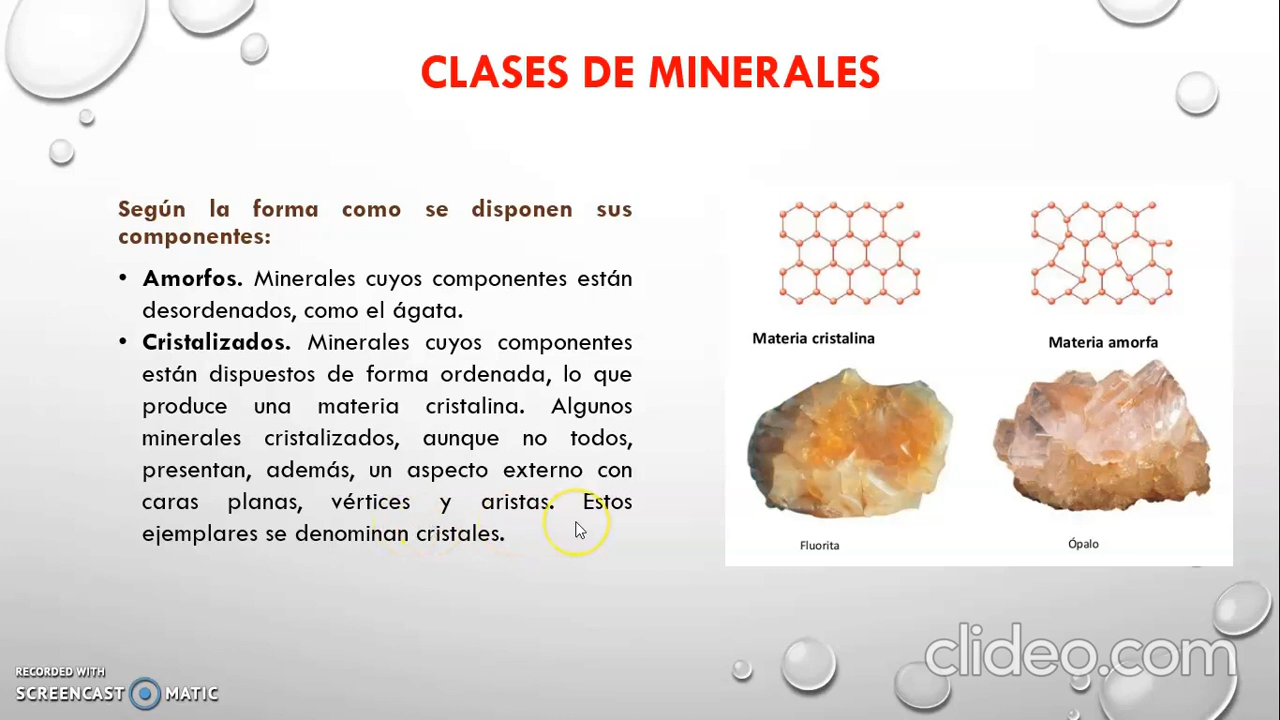 CLASES DE MINERALES
Según la forma como se disponen sus
componentes:
• Amorfos. Minerales cuyos componentes están
desordenados, como el ágata.
• Cristalizados. Minerales cuyos componentes
están dispuestos de forma ordenada, lo que
produce una materia cristalina. Algunos
minerales cristalizados, aunque no todos,
presentan, además, un aspecto externo con
caras planas, vértices y aristas. Estos
ejemplares se denominan cristales.
Materia cristalina
Materia amorfa
Fluorita
Ópalo
RECORDED WITH
SCREENCAST MATIC
clideo.com